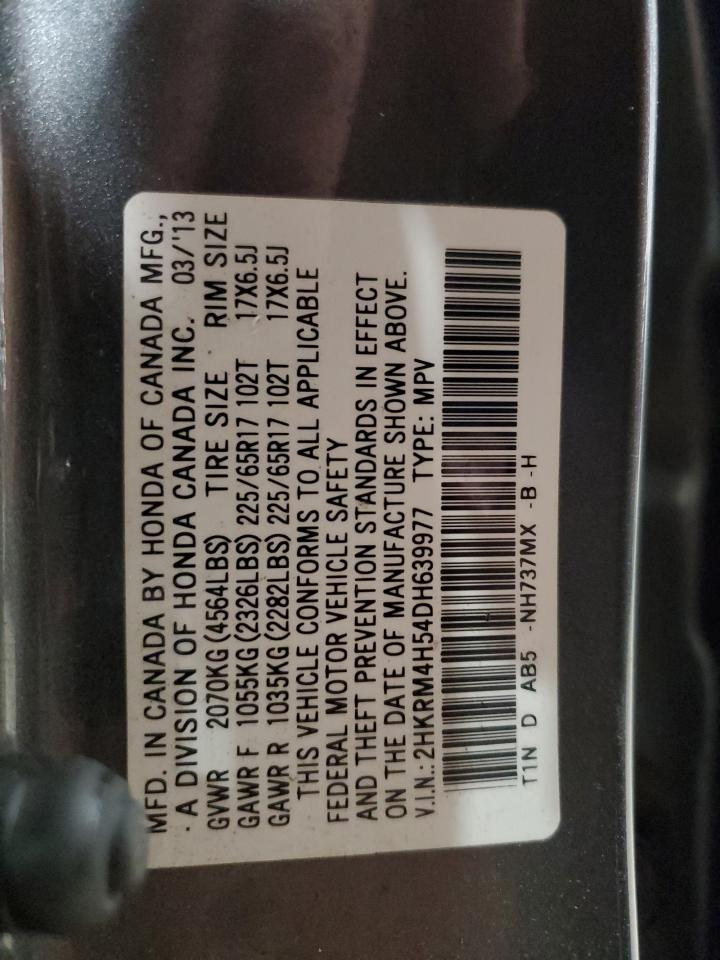 MFD. IN CANADA BY HONDA OF CANADA MFG.,
A DIVISION OF HONDA CANADA INC. 03/'13
GVWR 2070KG(4564LBS) TIRE SIZE RIM SIZE
GAWR F 1055KG(2326LBS) 225/65R17 102T 17X6.5J
GAWR R 1035KG(2282LBS) 225/65R17 102T 17X6.5J
THIS VEHICLE CONFORMS TO ALL APPLICABLE
FEDERAL MOTOR VEHICLE SAFETY
AND THEFT PREVENTION STANDARDS IN EFFECT
ON THE DATE OF MANUFACTURE SHOWN ABOVE.
V.I.N.: 2HKRM4H54DH639977 TYPE: MPV
T1N D AB5 -NH737MX -B -H